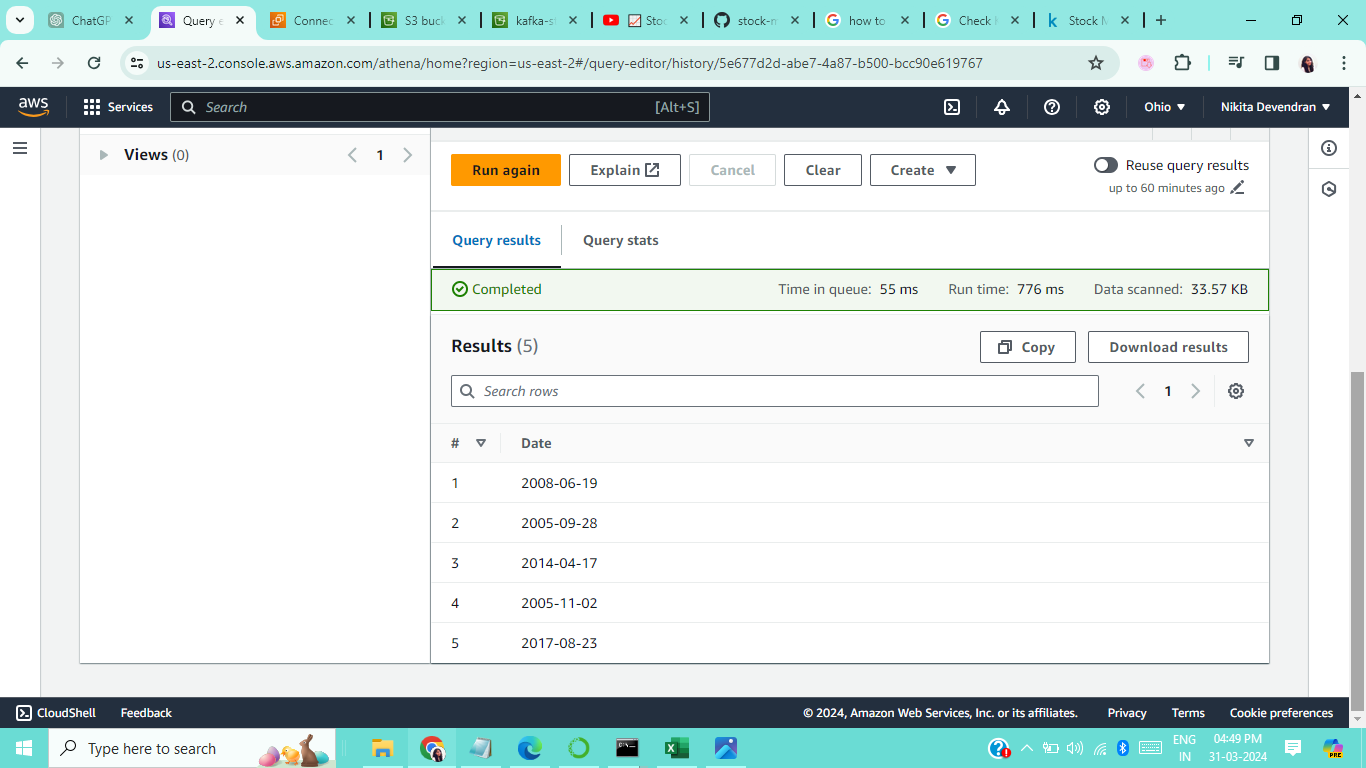 ChatGP
Query e
Connec
S3 buck
kafka-st
Stoc
stock-m
how to
Check
Stock M
us-east-2.console.aws.amazon.com/athena/home?region=us-east-2#/query-editor/history/5e677d2d-abe7-4a87-b500-bcc90e619767
aws
Services
Search
[Alt+S]
Ohio
Nikita Devendran
Views (0)
1
Run again
Explain
Cancel
Clear
Create
Reuse query results
up to 60 minutes ago
Query results
Query stats
Completed
Time in queue: 55 ms
Run time: 776 ms
Data scanned: 33.57 KB
Results (5)
Copy
Download results
Search rows
1
#
Date
1 2008-06-19
2 2005-09-28
3 2014-04-17
4 2005-11-02
5 2017-08-23
CloudShell
Feedback
© 2024, Amazon Web Services, Inc. or its affiliates.
Privacy
Terms
Cookie preferences
Type here to search
ENG
IN
04:49 PM
31-03-2024
PRE